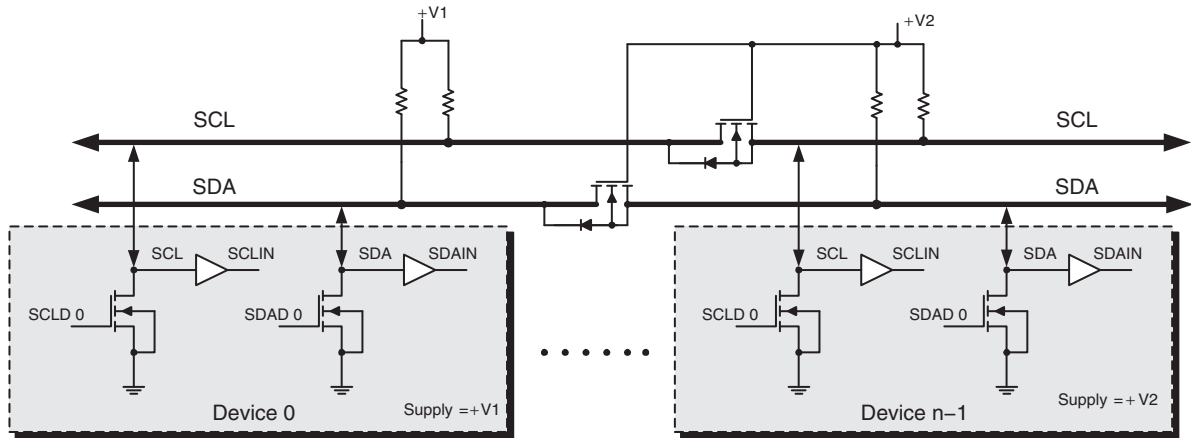 +V1
+V2
SCL
SCL
SDA
SDA
SCL
SCLIN
SDA
SDAIN
SCL
SCLIN
SDA
SDAIN
SCLD 0
SDAD 0
SCLD 0
SDAD 0
Device 0
Supply =+V1
Device n−1
Supply =+V2